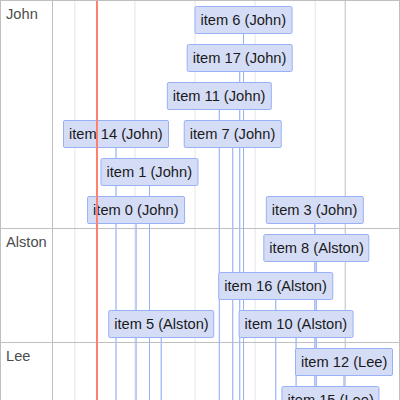 John
item 6 (John)
item 17 (John)
item 11 (John)
item 14 (John)
item 7 (John)
item 1 (John)
item 0 (John)
item 3 (John)
Alston
item 8 (Alston)
item 16 (Alston)
item 5 (Alston)
item 10 (Alston)
Lee
item 12 (Lee)
item 15 (Lee)